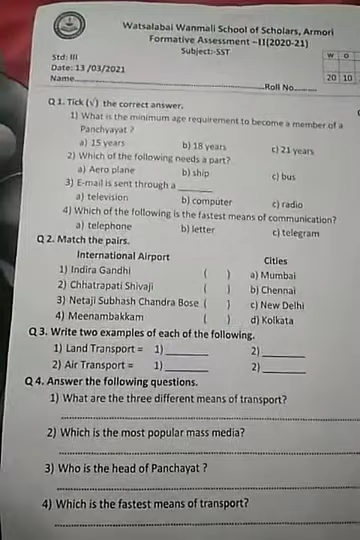 Watsalabai Wanmali School of Scholars, Armori
Formative Assessment –II(2020-21)
Subject:-SST
Std: III
W O
Date: 13 /03/2021
20 10
Name.......................................Roll No.........
Q 1. Tick (√) the correct answer.
1) What is the minimum age requirement to become a member of a
Panchyayat ?
a) 15 years b) 18 years c) 21 years
2) Which of the following needs a part?
a) Aero plane b) ship c) bus
3) E-mail is sent through a ______
a) television b) computer c) radio
4) Which of the following is the fastest means of communication?
a) telephone b) letter c) telegram
Q 2. Match the pairs.
International Airport Cities
1) Indira Gandhi ( ) a) Mumbai
2) Chhatrapati Shivaji ( ) b) Chennai
3) Netaji Subhash Chandra Bose ( ) c) New Delhi
4) Meenambakkam ( ) d) Kolkata
Q 3. Write two examples of each of the following.
1) Land Transport = 1)_______ 2)_______
2) Air Transport = 1)_______ 2)_______
Q 4. Answer the following questions.
1) What are the three different means of transport?
2) Which is the most popular mass media?
3) Who is the head of Panchayat ?
4) Which is the fastest means of transport?